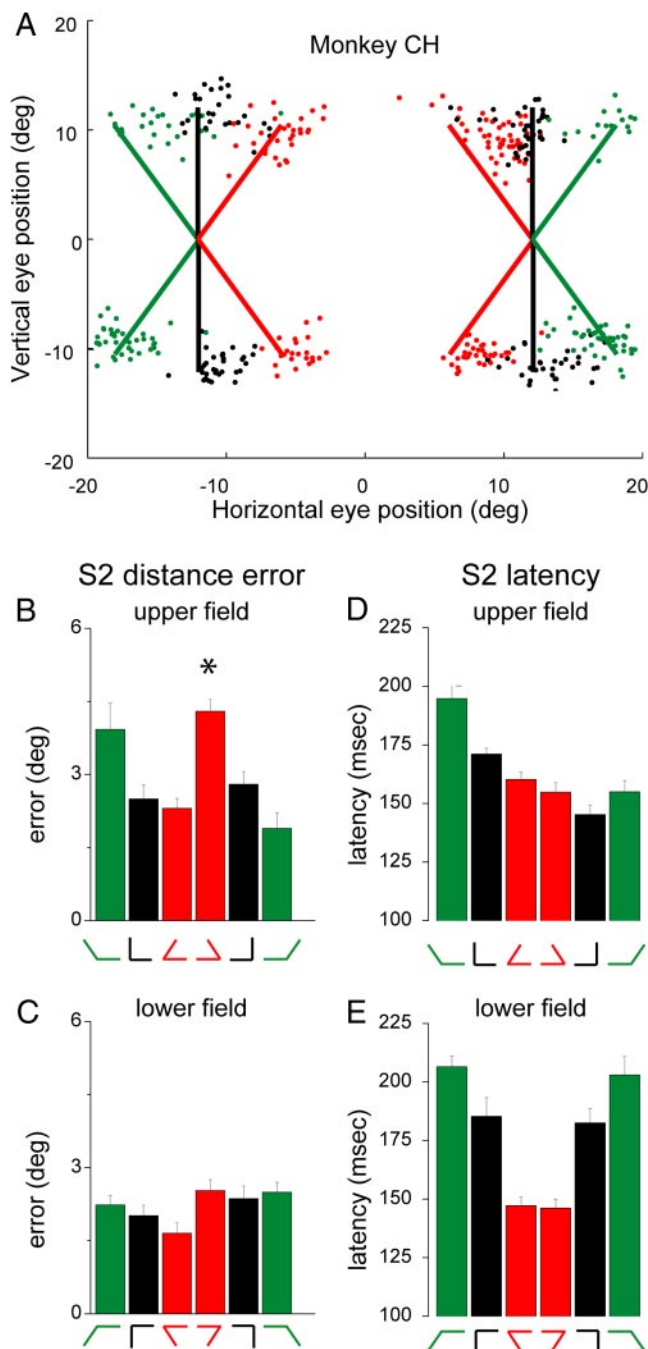 A
Monkey CH
Vertical eye position (deg)
20
10
0
-10
-20
-20 -10 0 10 20
Horizontal eye position (deg)
S2 distance error
S2 latency
B upper field
error (deg)
6
3
0
*
D upper field
latency (msec)
225
200
175
150
125
100
C lower field
error (deg)
6
3
0
E lower field
latency (msec)
225
200
175
150
125
100